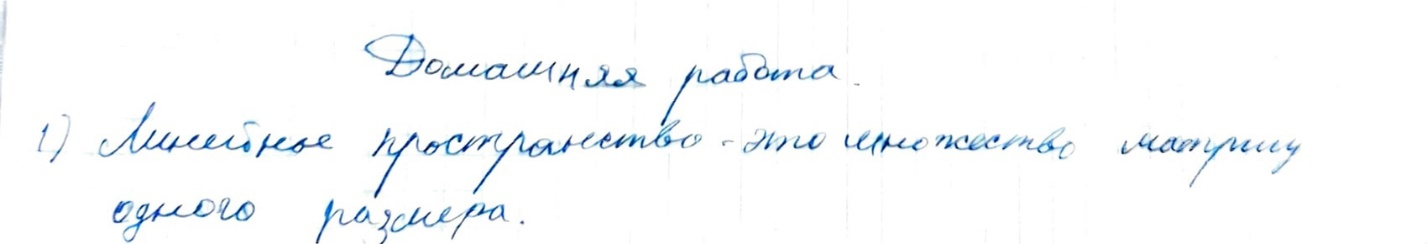 Домашняя работа.
1) Линейное пространство - это множество матриц
одного размера.